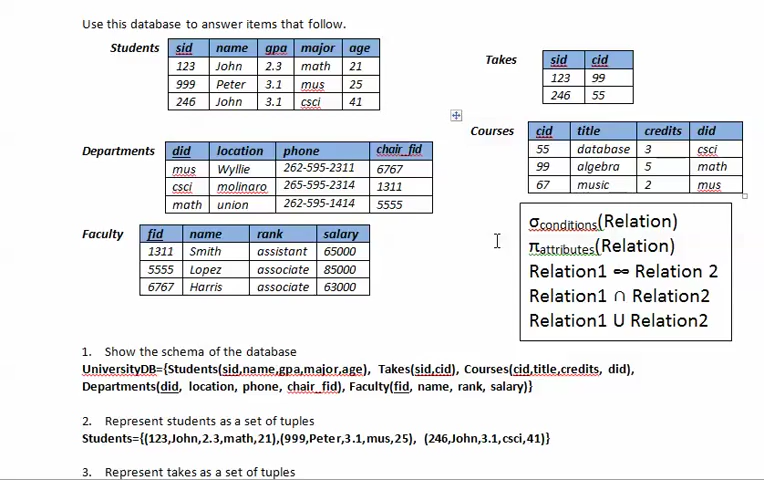 Use this database to answer items that follow.
Students
sid name gpa major age
123 John 2.3 math 21
999 Peter 3.1 mus 25
246 John 3.1 csci 41
Takes
sid cid
123 99
246 55
Courses
cid title credits did
55 database 3 csci
99 algebra 5 math
67 music 2 mus
Departments
did location phone chair_fid
mus Wyllie 262-595-2311 6767
csci molinaro 265-595-2314 1311
math union 262-595-1414 5555
Faculty
fid name rank salary
1311 Smith assistant 65000
5555 Lopez associate 85000
6767 Harris associate 63000
σconditions(Relation)
πattributes(Relation)
Relation1 ∞ Relation 2
Relation1 ∩ Relation2
Relation1 U Relation2
1. Show the schema of the database
UniversityDB={Students(sid,name,gpa,major,age), Takes(sid,cid), Courses(cid,title,credits, did),
Departments(did, location, phone, chair_fid), Faculty(fid, name, rank, salary)}
2. Represent students as a set of tuples
Students={(123,John,2.3,math,21),(999,Peter,3.1,mus,25), (246,John,3.1,csci,41)}
3. Represent takes as a set of tuples